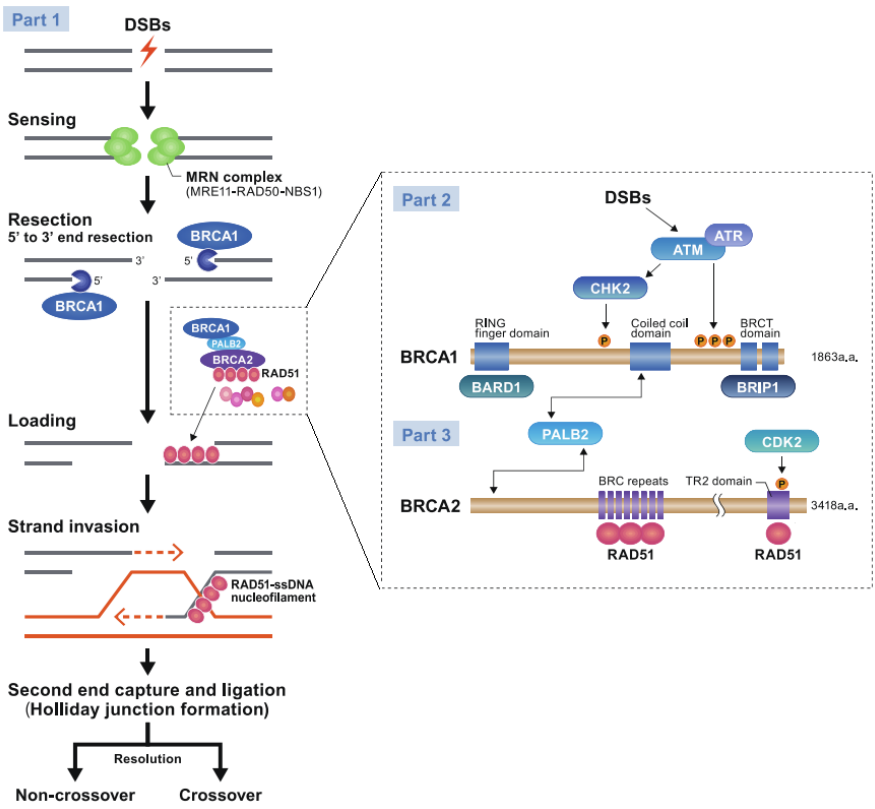 Part 1
DSBs
Sensing
MRN complex
(MRE11-RAD50-NBS1)
Resection
5' to 3' end resection
BRCA1
3'
5'
5'
3'
BRCA1
BRCA1
PALB2
BRCA2
RAD51
Loading
Strand invasion
RAD51-ssDNA
nucleofilament
Second end capture and ligation
(Holliday junction formation)
Resolution
Non-crossover
Crossover
Part 2
DSBs
ATR
ATM
CHK2
RING
finger domain
P
Coiled coil
domain
P P P
BRCT
domain
BRCA1
1863a.a.
BARD1
BRIP1
Part 3
PALB2
CDK2
BRC repeats
TR2 domain
P
BRCA2
3418a.a.
RAD51
RAD51